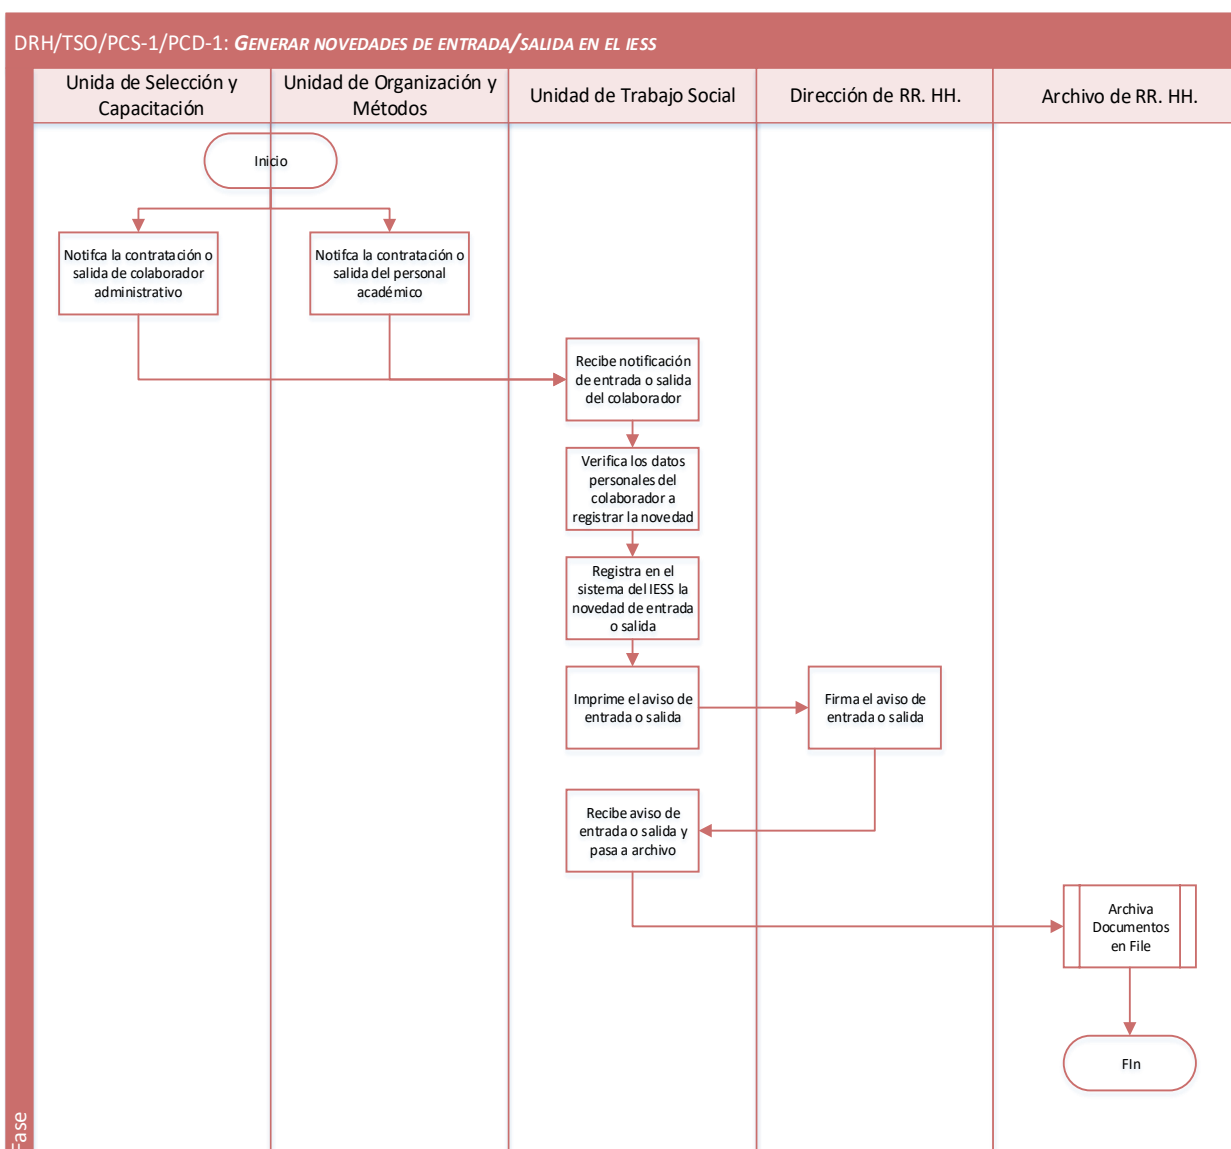 DRH/TSO/PCS-1/PCD-1: GENERAR NOVEDADES DE ENTRADA/SALIDA EN EL IESS
Unida de Selección y
Capacitación
Unidad de Organización y
Métodos
Unidad de Trabajo Social
Dirección de RR. HH.
Archivo de RR. HH.
Inicio
Notifca la contratación o
salida de colaborador
administrativo
Notifca la contratación o
salida del personal
académico
Recibe notificación
de entrada o salida
del colaborador
Verifica los datos
personales del
colaborador a
registrar la novedad
Registra en el
sistema del IESS la
novedad de entrada
o salida
Imprime el aviso de
entrada o salida
Firma el aviso de
entrada o salida
Recibe aviso de
entrada o salida y
pasa a archivo
Archiva
Documentos
en File
FIn
Fase